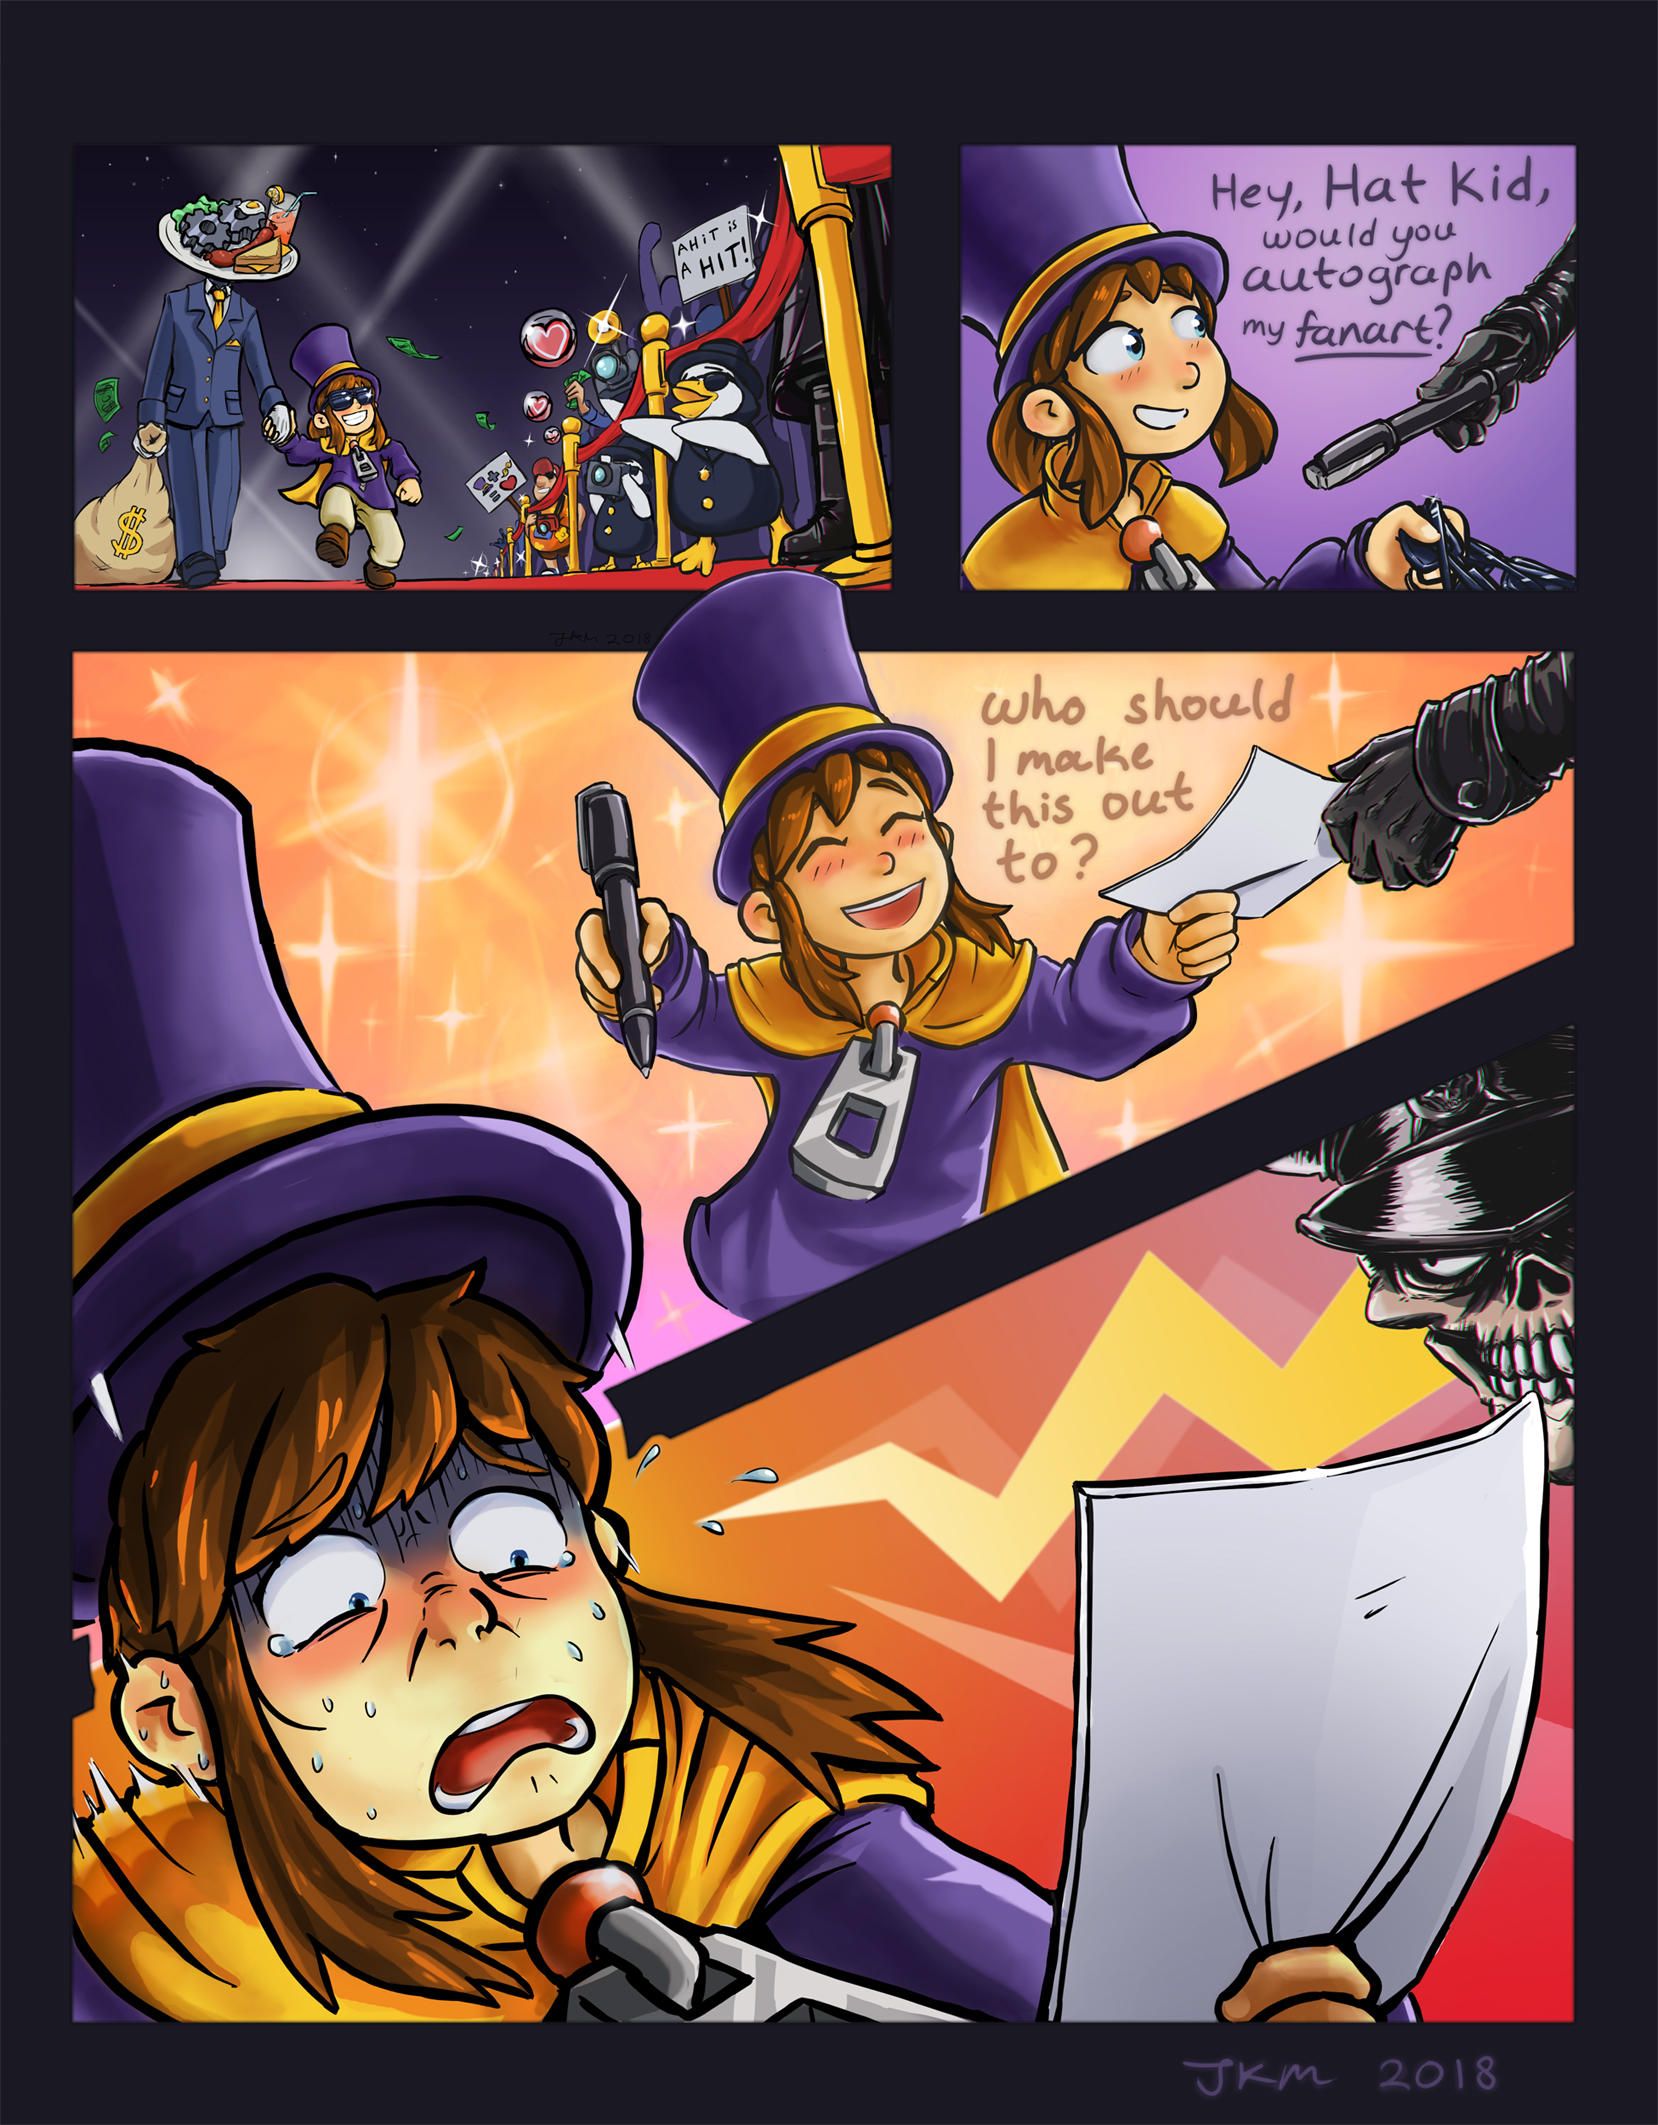 AHiT is
A HIT!
Hey, Hat Kid,
would you
autograph
my fanart?
JKM 2018
Who should
I make
this out
to?
JKM 2018